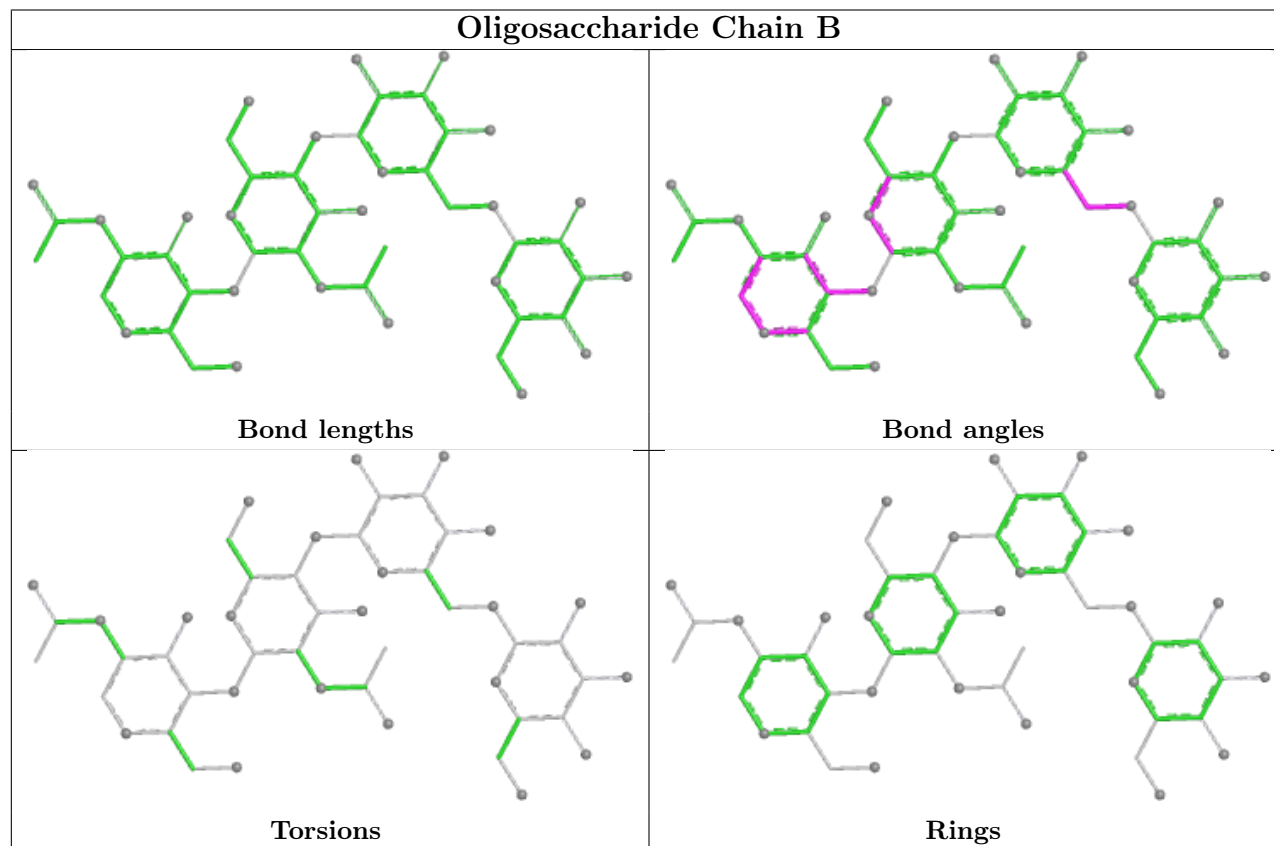 Oligosaccharide Chain B
Bond lengths
Bond angles
Torsions
Rings